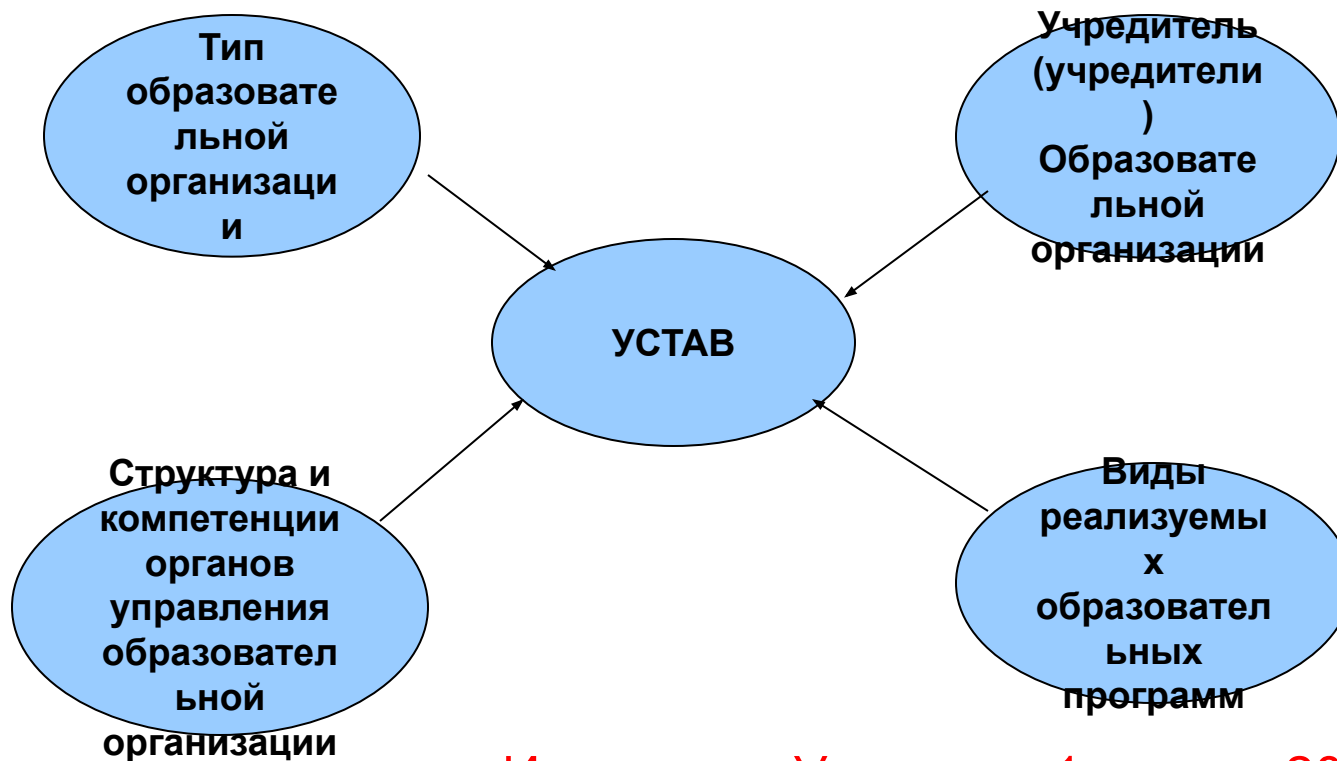 Тип
образовате
льной
организаци
и
Учредитель
(учредители
)
Образовате
льной
организации
УСТАВ
Структура и
компетенции
органов
управления
образовател
ьной
организации
Виды
реализуемы
х
образовател
ьных
программ